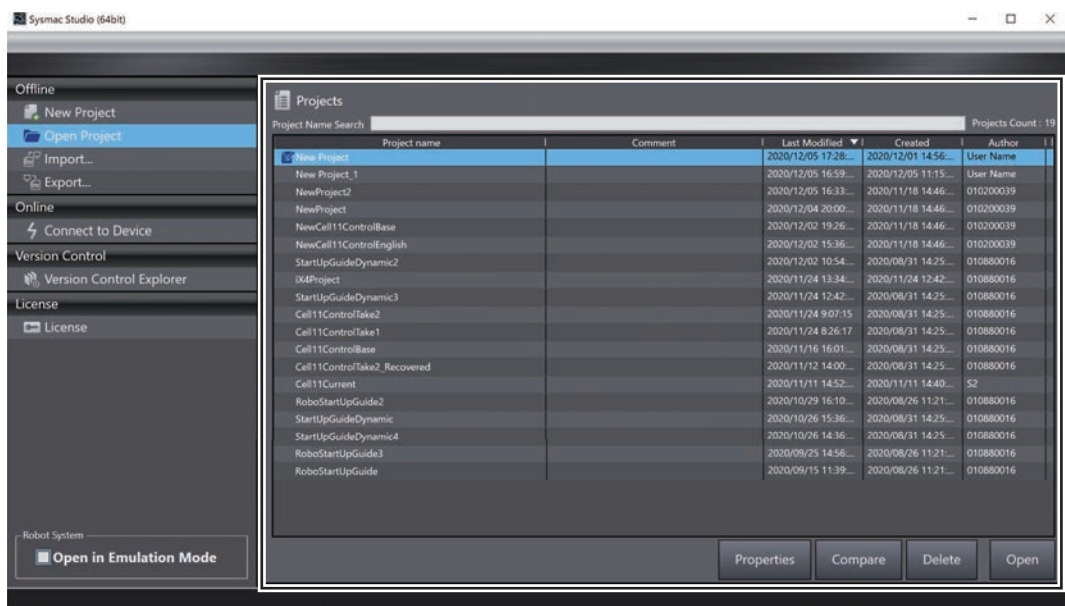 Sysmac Studio (64bit)
Offline
New Project
Open Project
Import...
Export...
Online
Connect to Device
Version Control
Version Control Explorer
License
License
Robot System
Open in Emulation Mode
Projects
Project Name Search Projects Count : 19
Project name Comment Last Modified Created Author
New Project 2020/12/05 17:28:... 2020/12/01 14:56:... User Name
New Project_1 2020/12/05 16:59:... 2020/12/05 11:15:... User Name
NewProject2 2020/12/05 16:33:... 2020/11/18 14:46:... 010200039
NewProject 2020/12/04 20:00:... 2020/11/18 14:46:... 010200039
NewCell11ControlBase 2020/12/02 19:26:... 2020/11/18 14:46:... 010200039
NewCell11ControlEnglish 2020/12/02 15:36:... 2020/11/18 14:46:... 010200039
StartUpGuideDynamic2 2020/12/02 10:54:... 2020/08/31 14:25:... 010880016
iX4Project 2020/11/24 13:34:... 2020/11/24 12:42:... 010880016
StartUpGuideDynamic3 2020/11/24 12:42:... 2020/08/31 14:25:... 010880016
Cell11ControlTake2 2020/11/24 9:07:15 2020/08/31 14:25:... 010880016
Cell11ControlTake1 2020/11/24 8:26:17 2020/08/31 14:25:... 010880016
Cell11ControlBase 2020/11/16 16:01:... 2020/08/31 14:25:... 010880016
Cell11ControlTake2_Recovered 2020/11/12 14:00:... 2020/08/31 14:25:... 010880016
Cell11Current 2020/11/11 14:52:... 2020/11/11 14:40:... S2
RoboStartUpGuide2 2020/10/29 16:10:... 2020/08/26 11:21:... 010880016
StartUpGuideDynamic 2020/10/26 15:36:... 2020/08/31 14:25:... 010880016
StartUpGuideDynamic4 2020/10/26 14:36:... 2020/08/31 14:25:... 010880016
RoboStartUpGuide3 2020/09/25 14:56:... 2020/08/26 11:21:... 010880016
RoboStartUpGuide 2020/09/15 11:39:... 2020/08/26 11:21:... 010880016
Properties Compare Delete Open